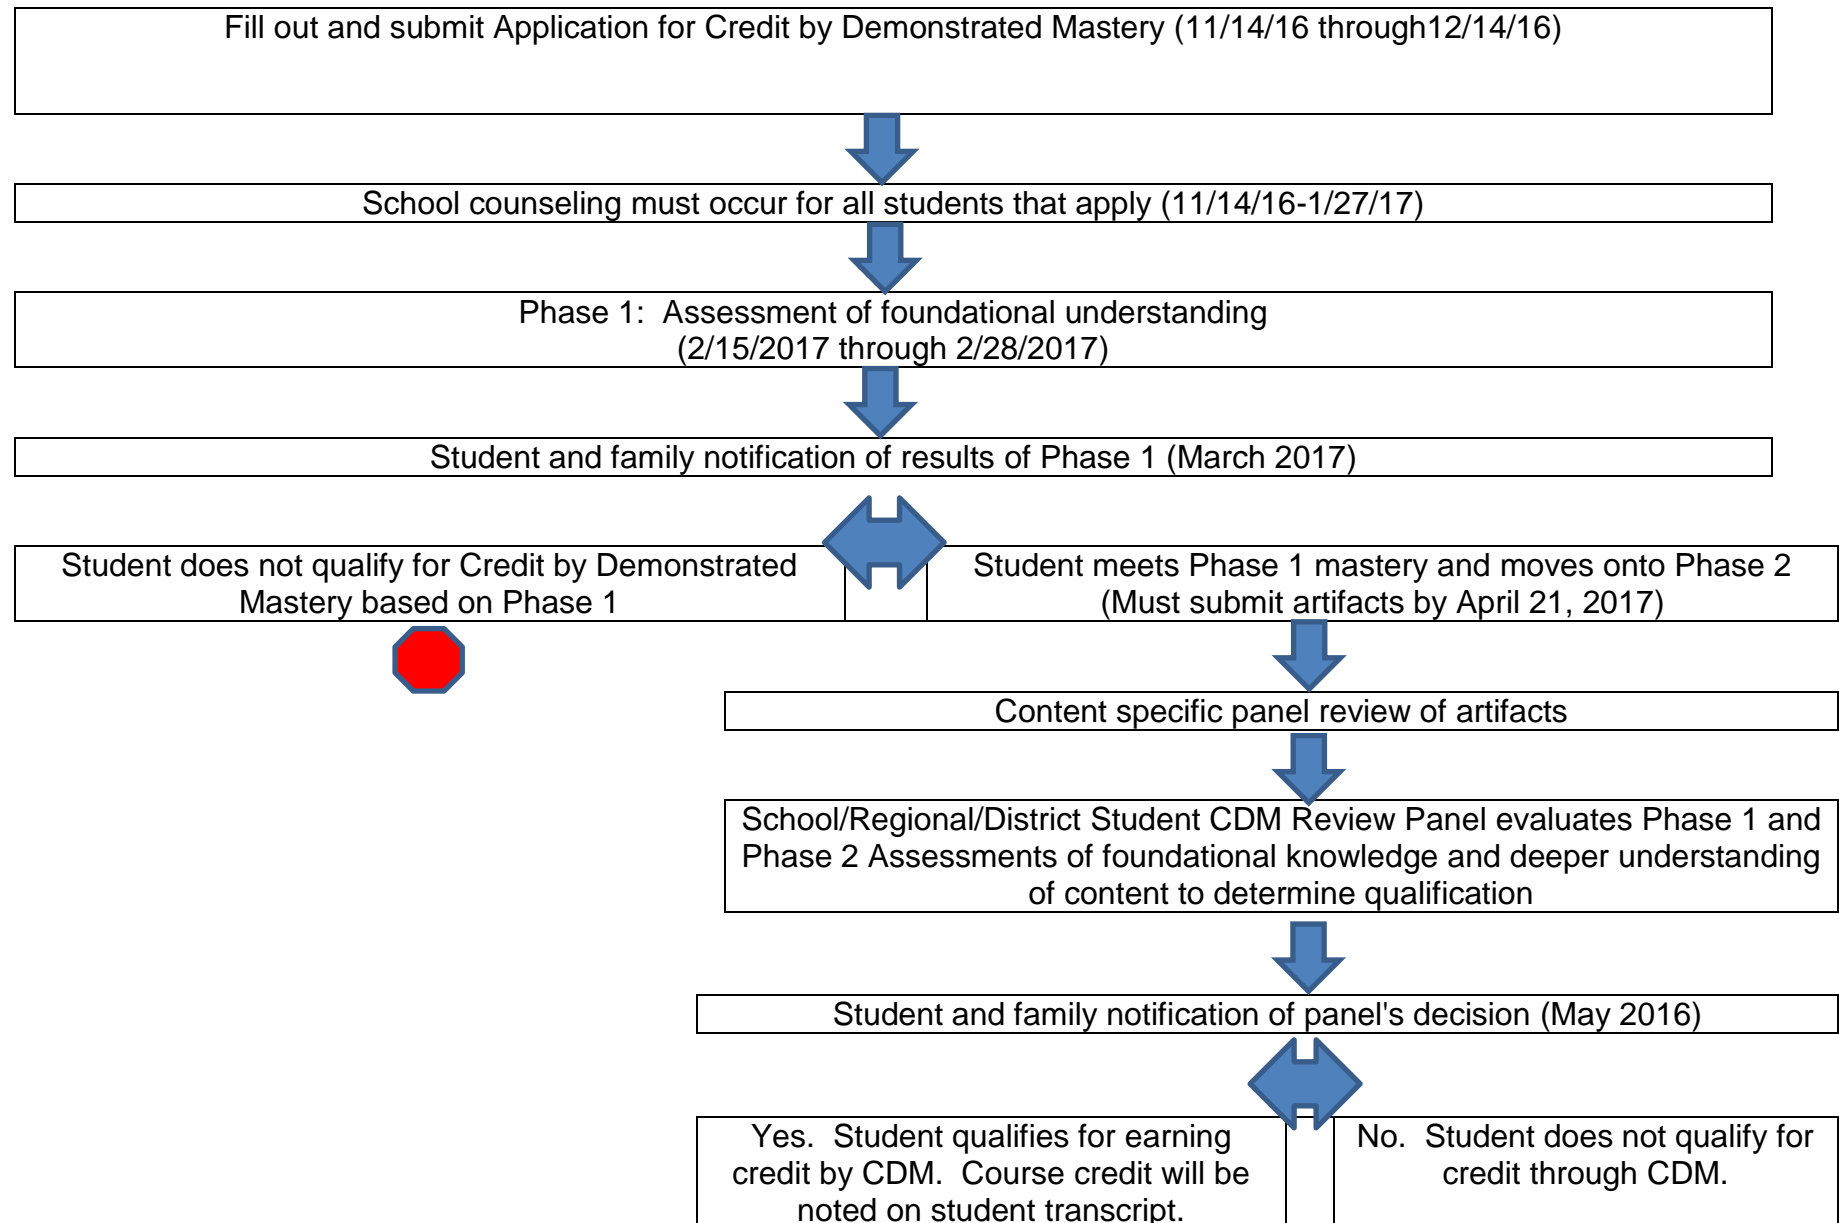 Fill out and submit Application for Credit by Demonstrated Mastery (11/14/16 through12/14/16)
School counseling must occur for all students that apply (11/14/16-1/27/17)
Phase 1:  Assessment of foundational understanding
(2/15/2017 through 2/28/2017)
Student and family notification of results of Phase 1 (March 2017)
Student does not qualify for Credit by Demonstrated
Mastery based on Phase 1
Student meets Phase 1 mastery and moves onto Phase 2
(Must submit artifacts by April 21, 2017)
Content specific panel review of artifacts
School/Regional/District Student CDM Review Panel evaluates Phase 1 and
Phase 2 Assessments of foundational knowledge and deeper understanding
of content to determine qualification
Student and family notification of panel's decision (May 2016)
Yes.  Student qualifies for earning
credit by CDM.  Course credit will be
noted on student transcript.
No.  Student does not qualify for
credit through CDM.